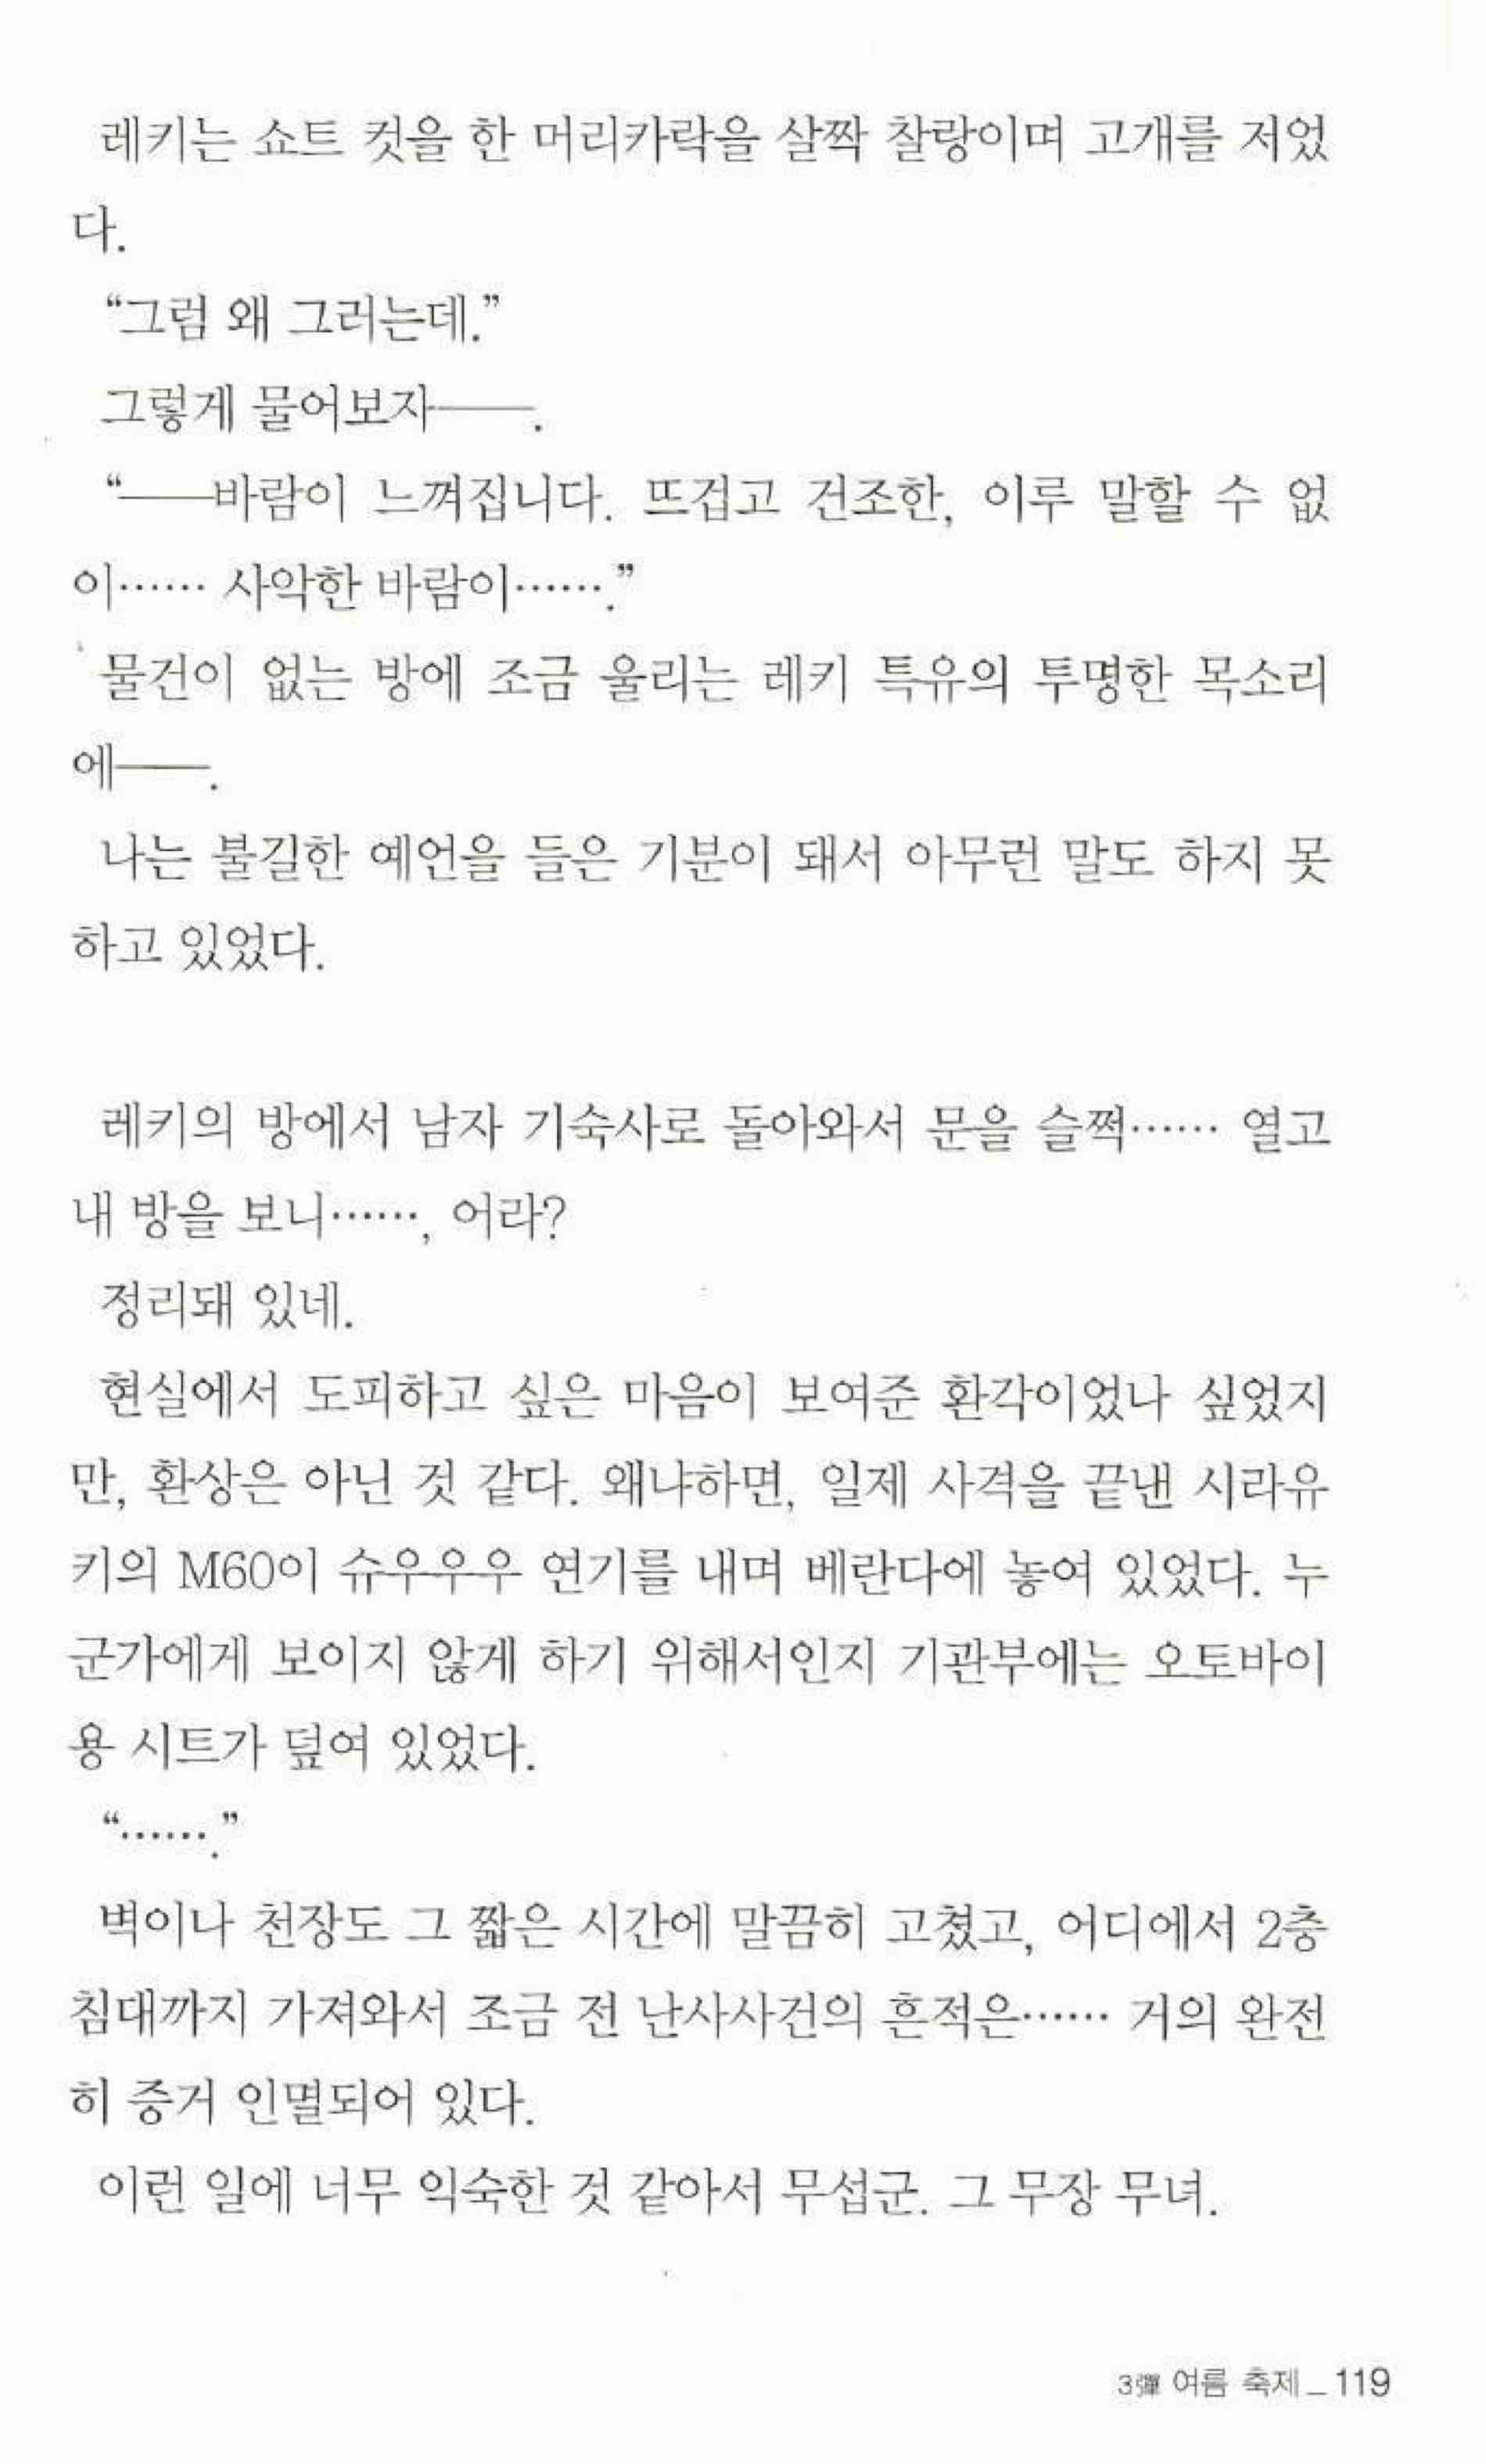 레키는 쇼트 컷을 한 머리카락을 살짝 찰랑이며 고개를 저었
다.
“그럼 왜 그러는데.”
그렇게 물어보자――.
“――바람이 느껴집니다. 뜨겁고 건조한, 이루 말할 수 없
이…… 사악한 바람이…….”
물건이 없는 방에 조금 울리는 레키 특유의 투명한 목소리
에――.
나는 불길한 예언을 들은 기분이 돼서 아무런 말도 하지 못
하고 있었다.
레키의 방에서 남자 기숙사로 돌아와서 문을 슬쩍…… 열고
내 방을 보니……, 어라?
정리돼 있네.
현실에서 도피하고 싶은 마음이 보여준 환각이었나 싶었지
만, 환상은 아닌 것 같다. 왜냐하면, 일제 사격을 끝낸 시라유
키의 M60이 슈우우우 연기를 내며 베란다에 놓여 있었다. 누
군가에게 보이지 않게 하기 위해서인지 기관부에는 오토바이
용 시트가 덮여 있었다.
“…….”
벽이나 천장도 그 짧은 시간에 말끔히 고쳤고, 어디에서 2층
침대까지 가져와서 조금 전 난사사건의 흔적은…… 거의 완전
히 증거 인멸되어 있다.
이런 일에 너무 익숙한 것 같아서 무섭군. 그 무장 무녀.
3彈 여름 축제_119